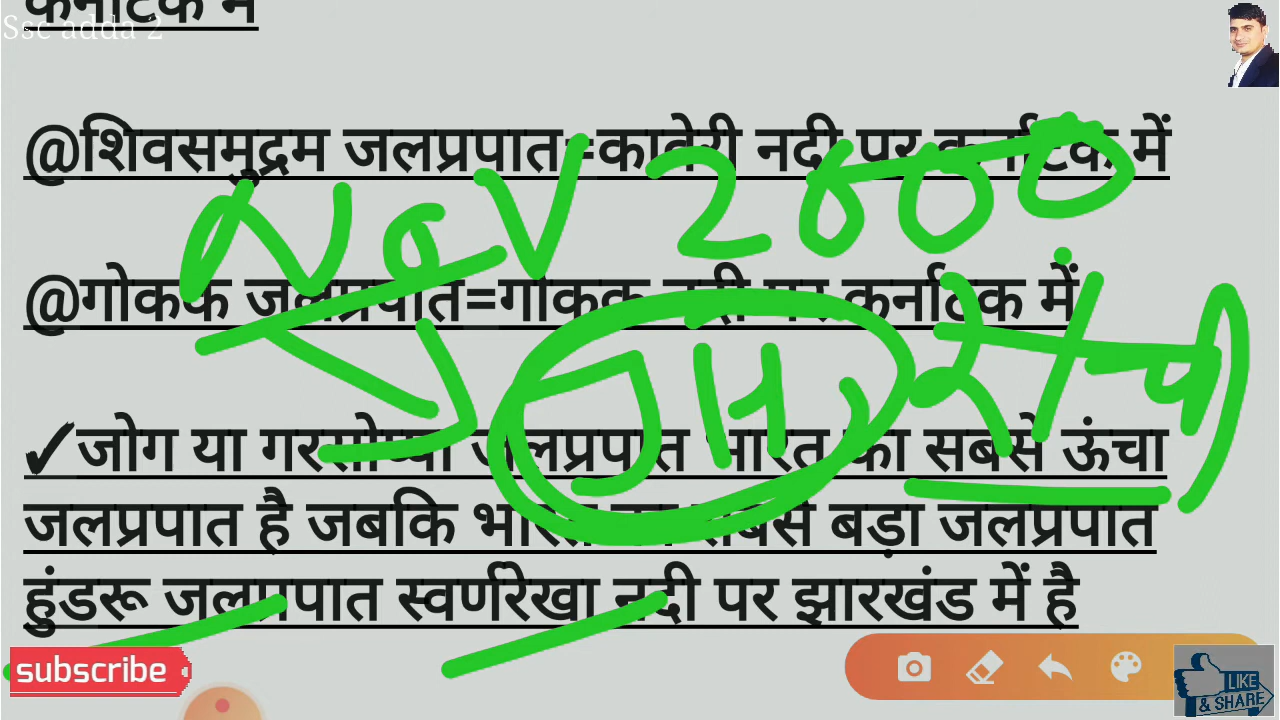 कर्नाटक में
Ssc adda 2
@शिवसमुद्रम जलप्रपात=कावेरी नदी पर कर्नाटक में
Nov 2000
@गोकक जलप्रपात=गोकक नदी पर कर्नाटक में
JH, रांची
✓जोग या गरसोप्पा जलप्रपात भारत का सबसे ऊंचा
जलप्रपात है जबकि भारत का सबसे बड़ा जलप्रपात
हुंडरू जलप्रपात स्वर्णरेखा नदी पर झारखंड में है
subscribe
LIKE
& SHARE